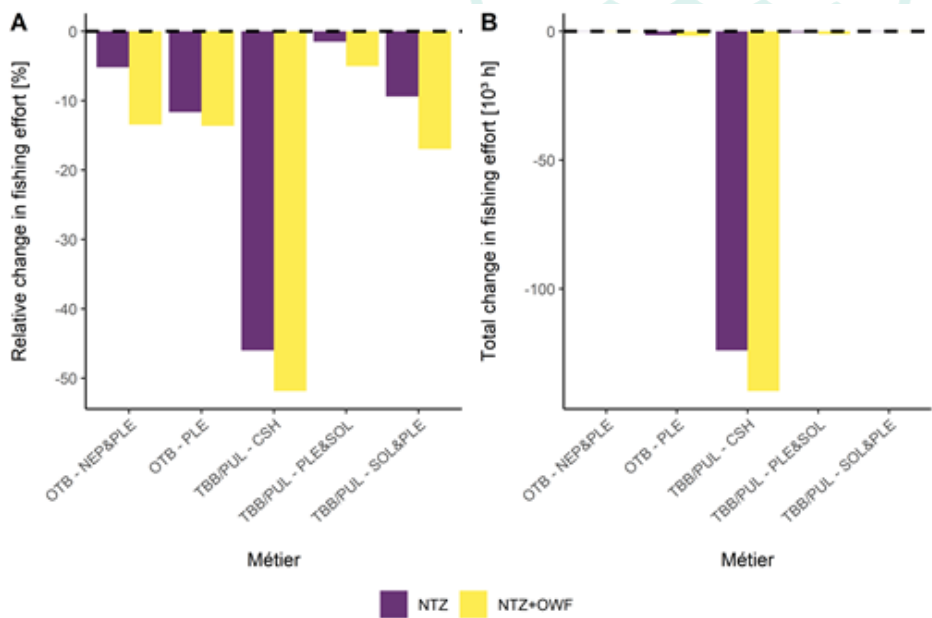 A
Relative change in fishing effort [%]
0
-10
-20
-30
-40
-50
OTB - NEP&PLE
OTB - PLE
TBB/PUL - CSH
TBB/PUL - PLE&SOL
TBB/PUL - SOL&PLE
Métier
B
Total change in fishing effort [10³ h]
0
-50
-100
OTB - NEP&PLE
OTB - PLE
TBB/PUL - CSH
TBB/PUL - PLE&SOL
TBB/PUL - SOL&PLE
Métier
NTZ
NTZ+OWF